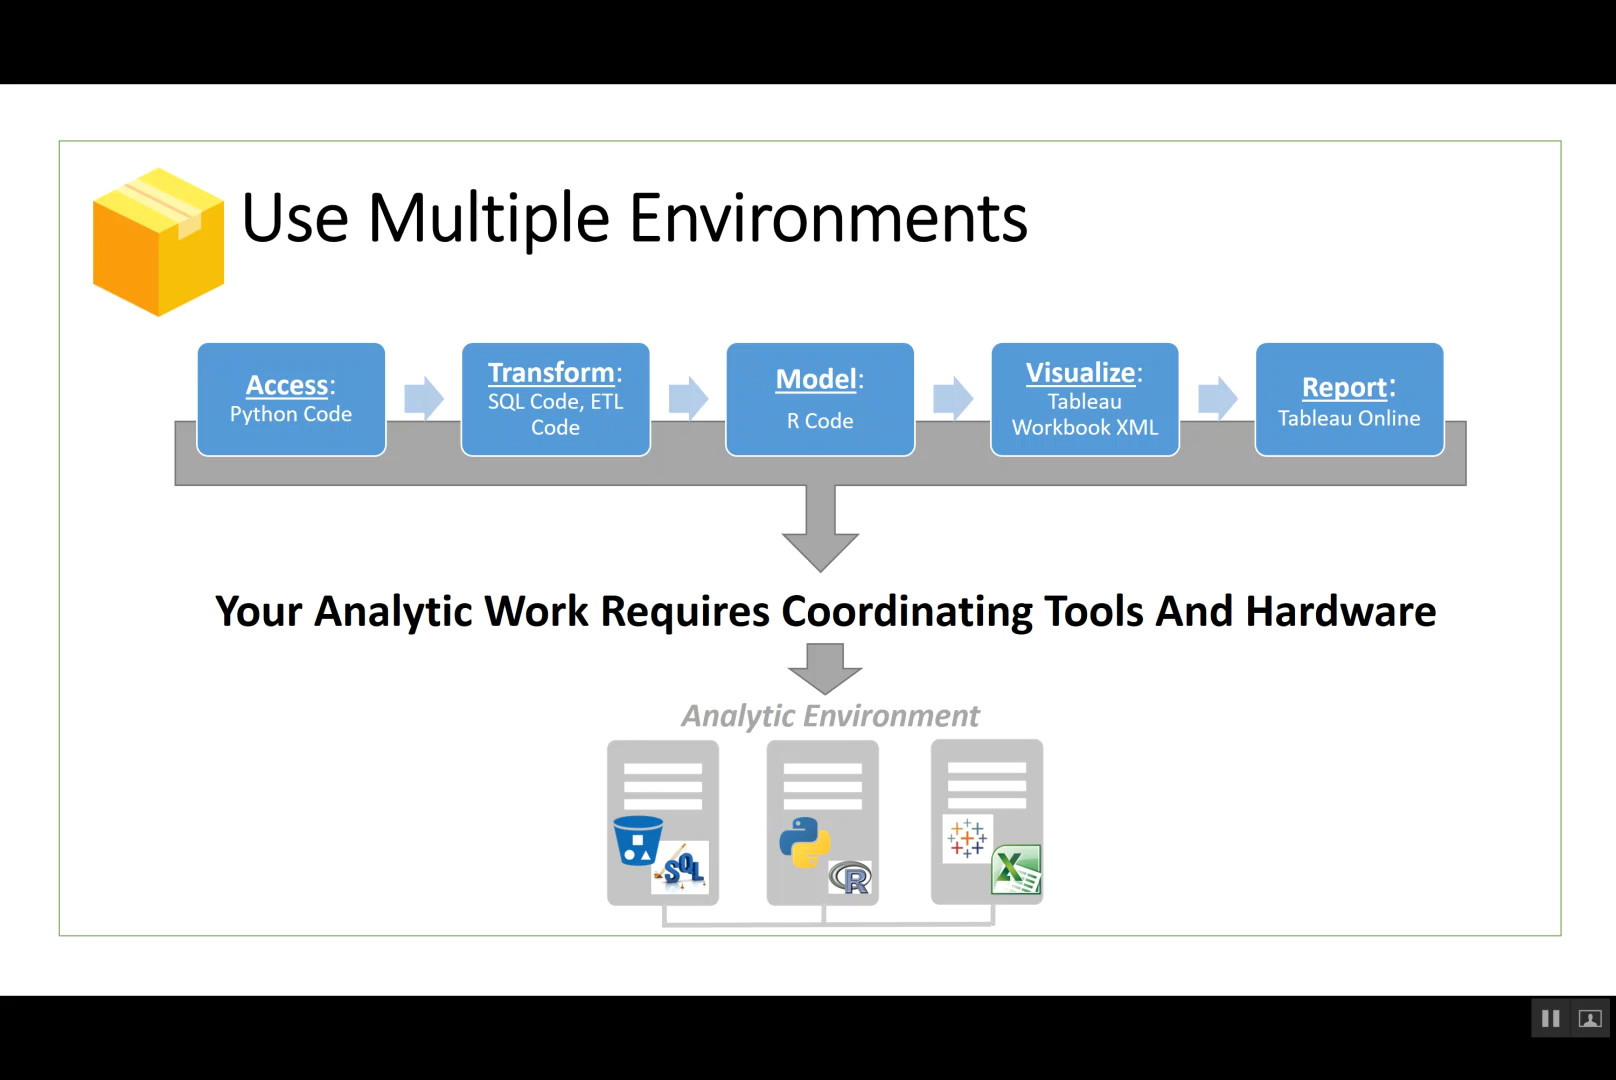 Use Multiple Environments
Access:
Python Code
Transform:
SQL Code, ETL
Code
Model:
R Code
Visualize:
Tableau
Workbook XML
Report:
Tableau Online
Your Analytic Work Requires Coordinating Tools And Hardware
Analytic Environment
SQL
R
X